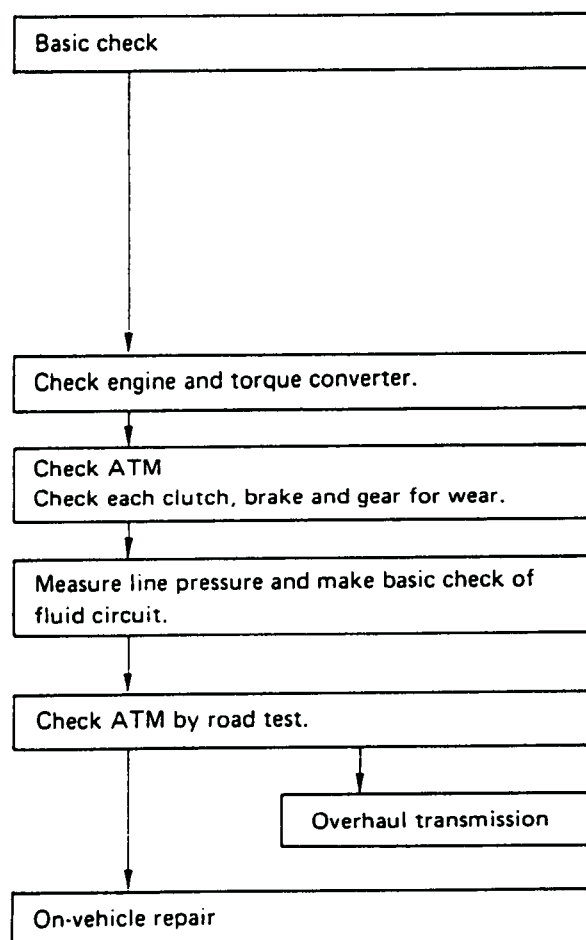 Basic check
Check engine and torque converter.
Check ATM
Check each clutch, brake and gear for wear.
Measure line pressure and make basic check of
fluid circuit.
Check ATM by road test.
Overhaul transmission
On-vehicle repair